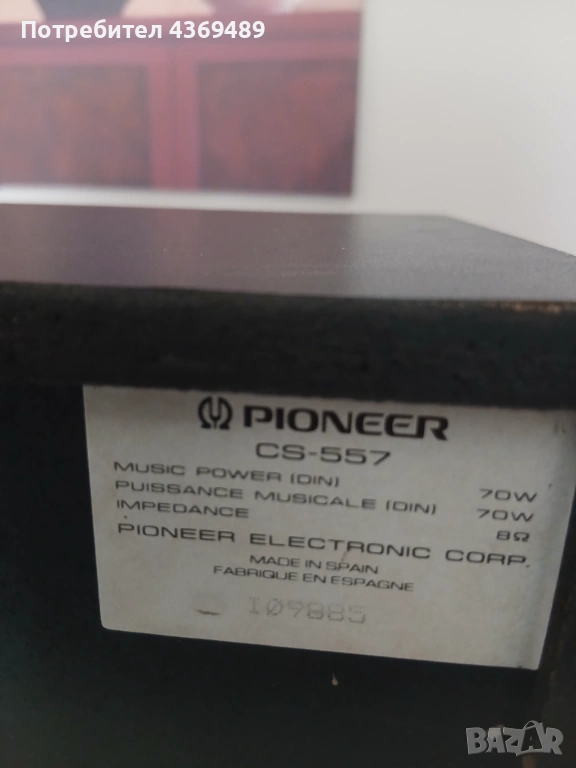 Потребител 4369489
PIONEER
CS-557
MUSIC POWER (DIN) 70W
PUISSANCE MUSICALE (DIN) 70W
IMPEDANCE 8Ω
PIONEER ELECTRONIC CORP.
MADE IN SPAIN
FABRIQUE EN ESPAGNE
I09885
BAZAR